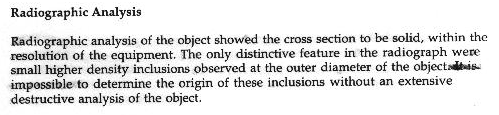 Radiographic Analysis
Radiographic analysis of the object showed the cross section to be solid, within the
resolution of the equipment. The only distinctive feature in the radiograph were
small higher density inclusions observed at the outer diameter of the object. It is
impossible to determine the origin of these inclusions without an extensive
destructive analysis of the object.